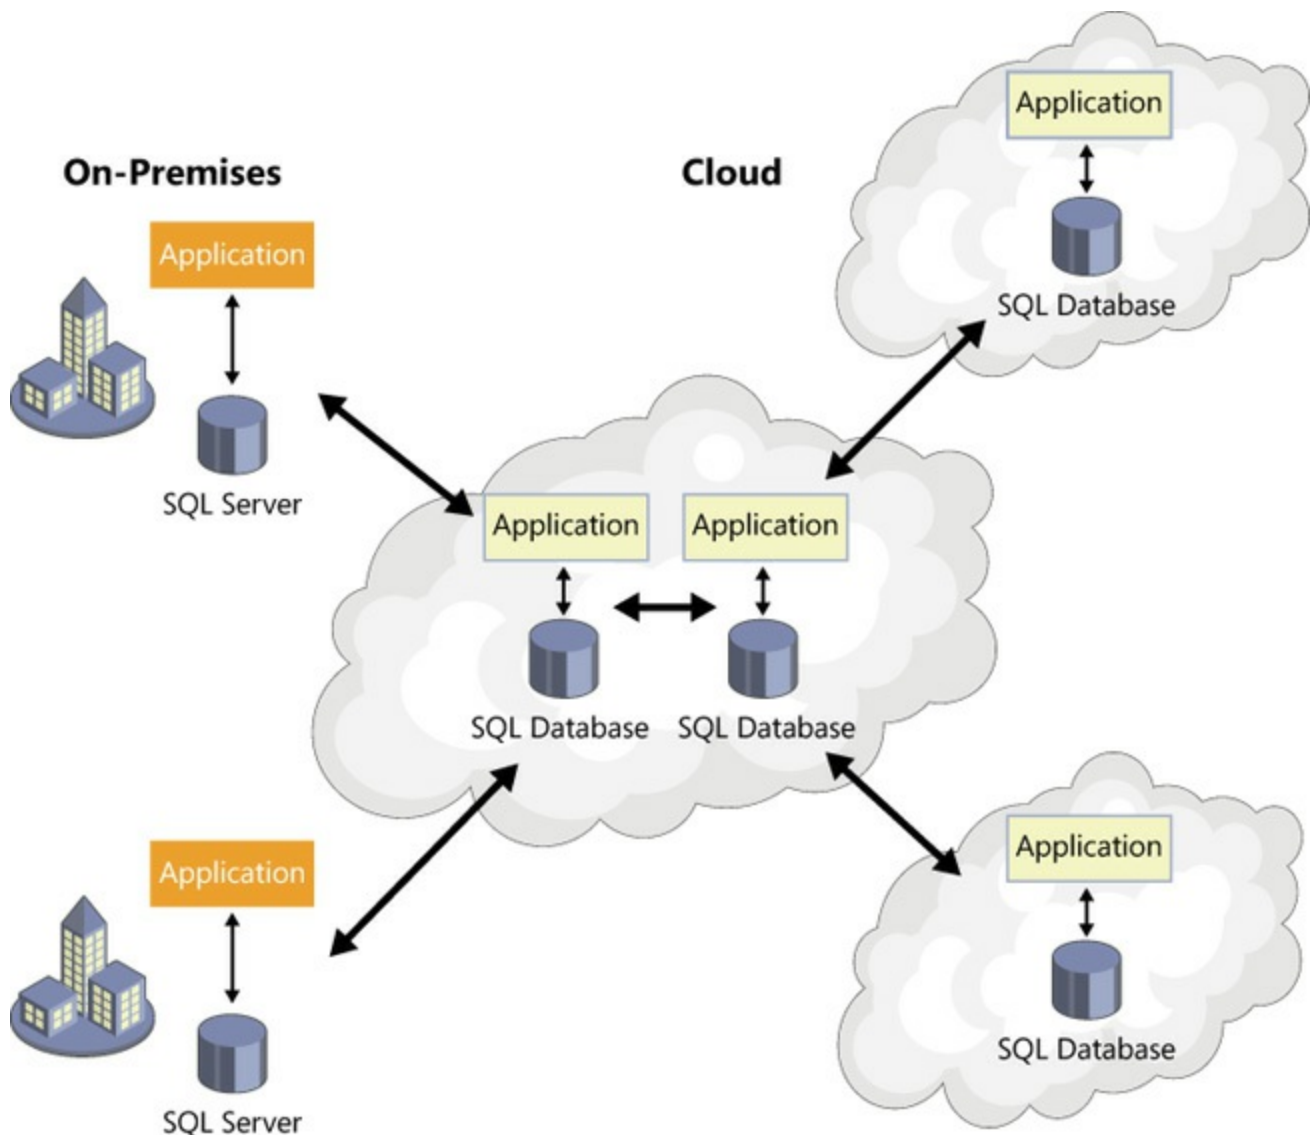 On-Premises
Cloud
Application
SQL Server
Application
SQL Database
Application
Application
SQL Database
SQL Database
Application
SQL Server
Application
SQL Database